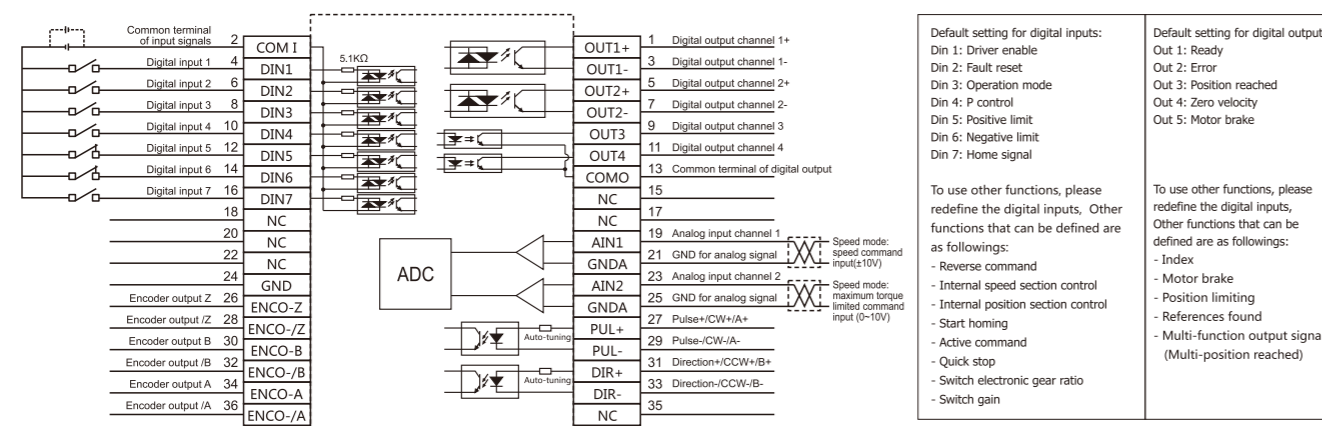 Common terminal
of input signals 2 COM I
Digital input 1 4 DIN1
Digital input 2 6 DIN2
Digital input 3 8 DIN3
Digital input 4 10 DIN4
Digital input 5 12 DIN5
Digital input 6 14 DIN6
Digital input 7 16 DIN7
18 NC
20 NC
22 NC
24 GND
Encoder output Z 26 ENCO-Z
Encoder output /Z 28 ENCO-/Z
Encoder output B 30 ENCO-B
Encoder output /B 32 ENCO-/B
Encoder output A 34 ENCO-A
Encoder output /A 36 ENCO-/A
5.1KΩ
ADC
Auto-tuning
Auto-tuning
OUT1+ 1 Digital output channel 1+
OUT1- 3 Digital output channel 1-
OUT2+ 5 Digital output channel 2+
OUT2- 7 Digital output channel 2-
OUT3 9 Digital output channel 3
OUT4 11 Digital output channel 4
COMO 13 Common terminal of digital output
NC 15
NC 17
AIN1 19 Analog input channel 1
GNDA 21 GND for analog signal
AIN2 23 Analog input channel 2
GNDA 25 GND for analog signal
PUL+ 27 Pulse+/CW+/A+
PUL- 29 Pulse-/CW-/A-
DIR+ 31 Direction+/CCW+/B+
DIR- 33 Direction-/CCW-/B-
NC 35
Speed mode:
speed command
input(±10V)
Speed mode:
maximum torque
limited command
input (0~10V)
Default setting for digital inputs:
Din 1: Driver enable
Din 2: Fault reset
Din 3: Operation mode
Din 4: P control
Din 5: Positive limit
Din 6: Negative limit
Din 7: Home signal
To use other functions, please
redefine the digital inputs, Other
functions that can be defined are
as followings:
- Reverse command
- Internal speed section control
- Internal position section control
- Start homing
- Active command
- Quick stop
- Switch electronic gear ratio
- Switch gain
Default setting for digital output
Out 1: Ready
Out 2: Error
Out 3: Position reached
Out 4: Zero velocity
Out 5: Motor brake
To use other functions, please
redefine the digital inputs,
Other functions that can be
defined are as followings:
- Index
- Motor brake
- Position limiting
- References found
- Multi-function output signa
(Multi-position reached)